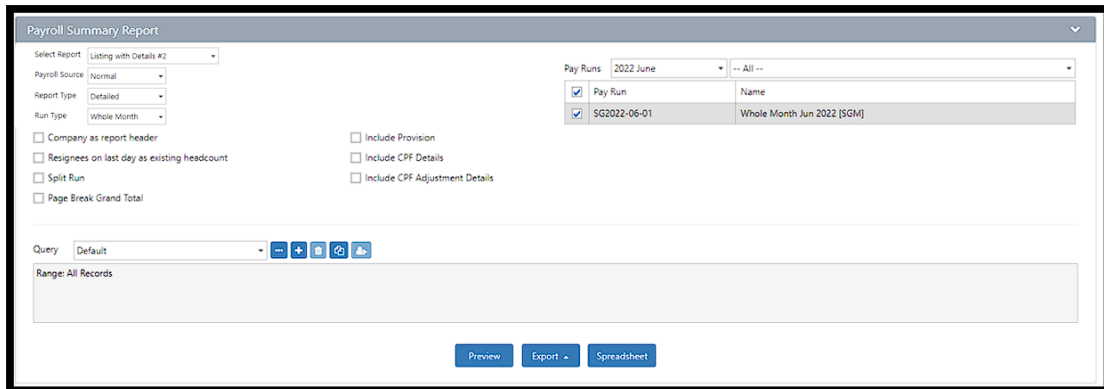 Payroll Summary Report
Select Report Listing with Details #2
Payroll Source Normal
Report Type Detailed
Run Type Whole Month
Pay Runs 2022 June -- All --
Pay Run Name
SG2022-06-01 Whole Month Jun 2022 [SGM]
Company as report header Include Provision
Resignees on last day as existing headcount Include CPF Details
Split Run Include CPF Adjustment Details
Page Break Grand Total
Query Default
Range: All Records
Preview Export Spreadsheet